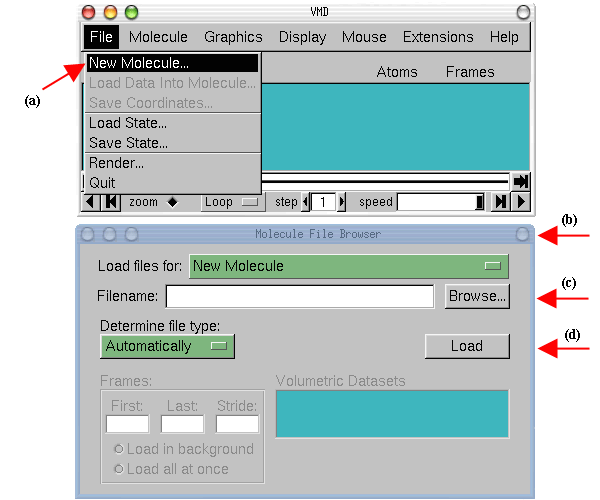 VMD
File Molecule Graphics Display Mouse Extensions Help
New Molecule...
Load Data Into Molecule...
Save Coordinates...
Load State...
Save State...
Render...
Quit
Atoms Frames
zoom Loop step 1 speed
(a)
Molecule File Browser
(b)
Load files for: New Molecule
Filename: Browse...
(c)
Determine file type:
Automatically Load
(d)
Frames: Volumetric Datasets
First: Last: Stride:
Load in background
Load all at once